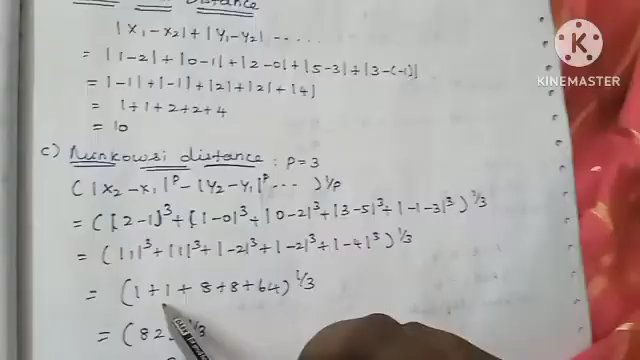 Distance
|x₁-x₂| + |y₁-y₂| .....
= |1-2| + |0-1| + |2-0| + |5-3| + |3-(-1)|
= |-1| + |-1| + |2| + |2| + |4|
= 1+1+2+2+4
= 10
KINEMASTER
c) Munkowsi distance : P=3
(|x₂-x₁|ᵖ - |y₂-y₁|ᵖ ...)^1/p
= (|2-1|³ + |1-0|³ + |0-2|³ + |3-5|³ + |-1-3|³)^1/3
= (|1|³ + |1|³ + |-2|³ + |-2|³ + |-4|³)^1/3
= (1+1+8+8+64)^1/3
= (82)^1/3